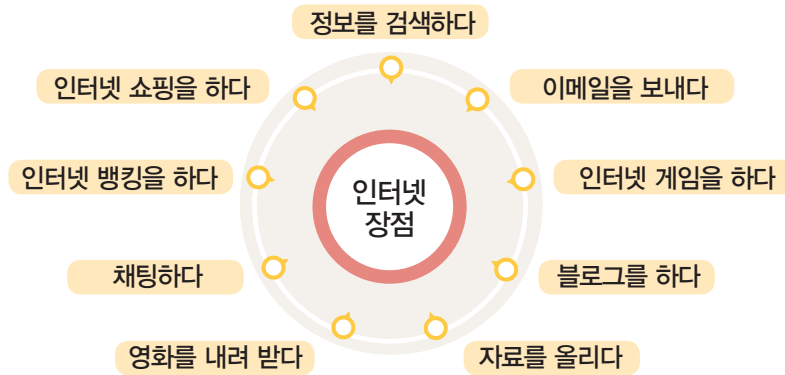 정보를 검색하다
인터넷 쇼핑을 하다
이메일을 보내다
인터넷 뱅킹을 하다
인터넷 게임을 하다
인터넷
장점
채팅하다
블로그를 하다
영화를 내려 받다
자료를 올리다